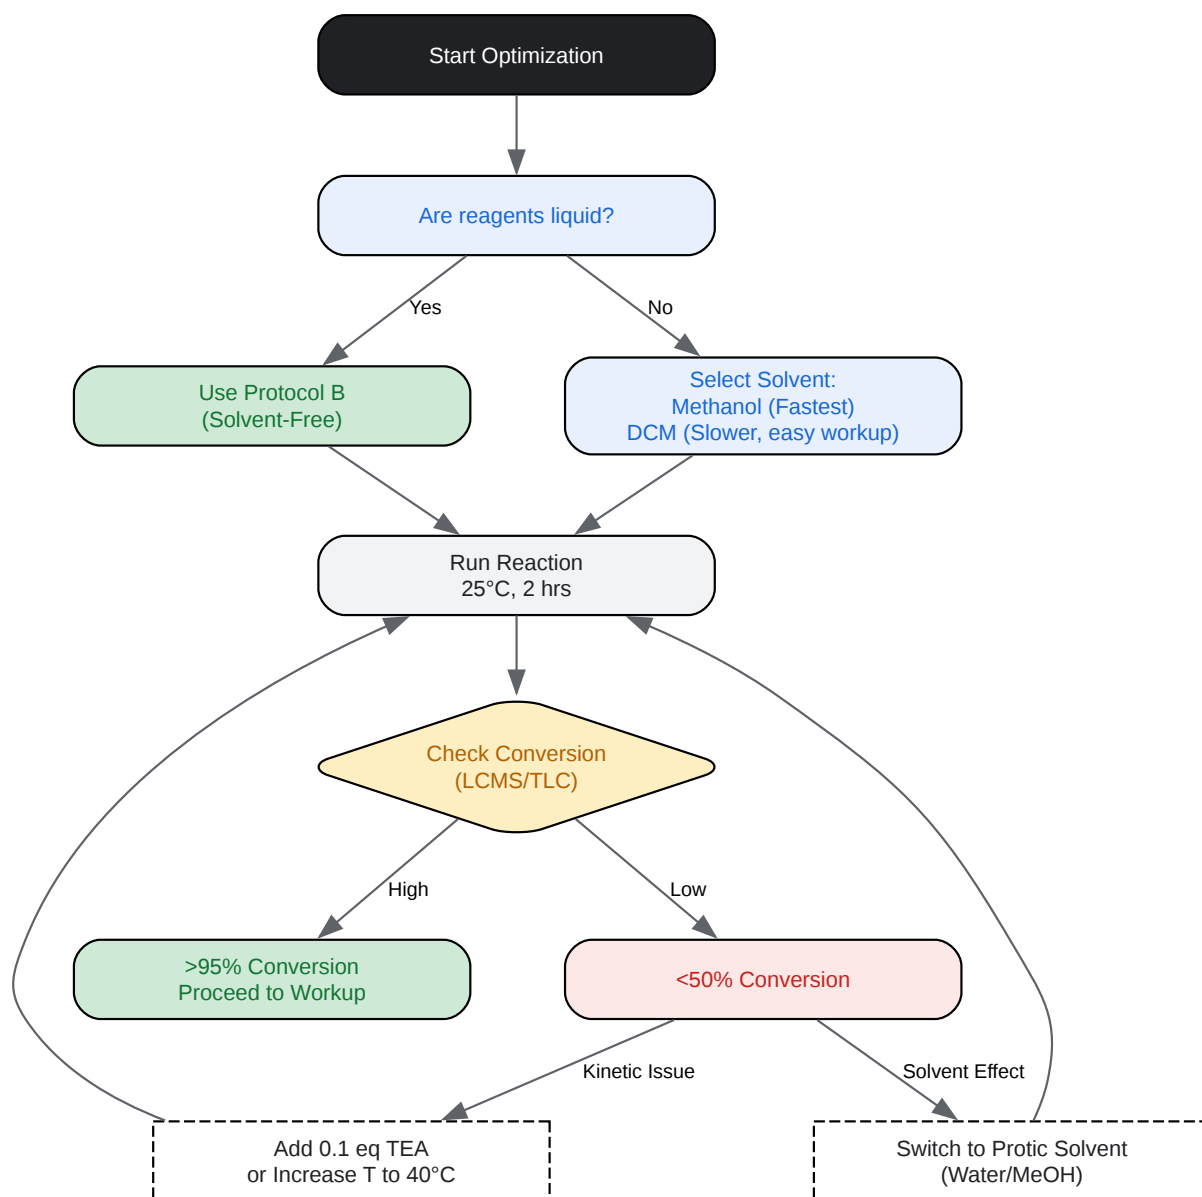 Start Optimization
Are reagents liquid?
Yes
No
Use Protocol B
(Solvent-Free)
Select Solvent:
Methanol (Fastest)
DCM (Slower, easy workup)
Run Reaction
25°C, 2 hrs
Check Conversion
(LCMS/TLC)
High
Low
>95% Conversion
Proceed to Workup
<50% Conversion
Kinetic Issue
Solvent Effect
Add 0.1 eq TEA
or Increase T to 40°C
Switch to Protic Solvent
(Water/MeOH)